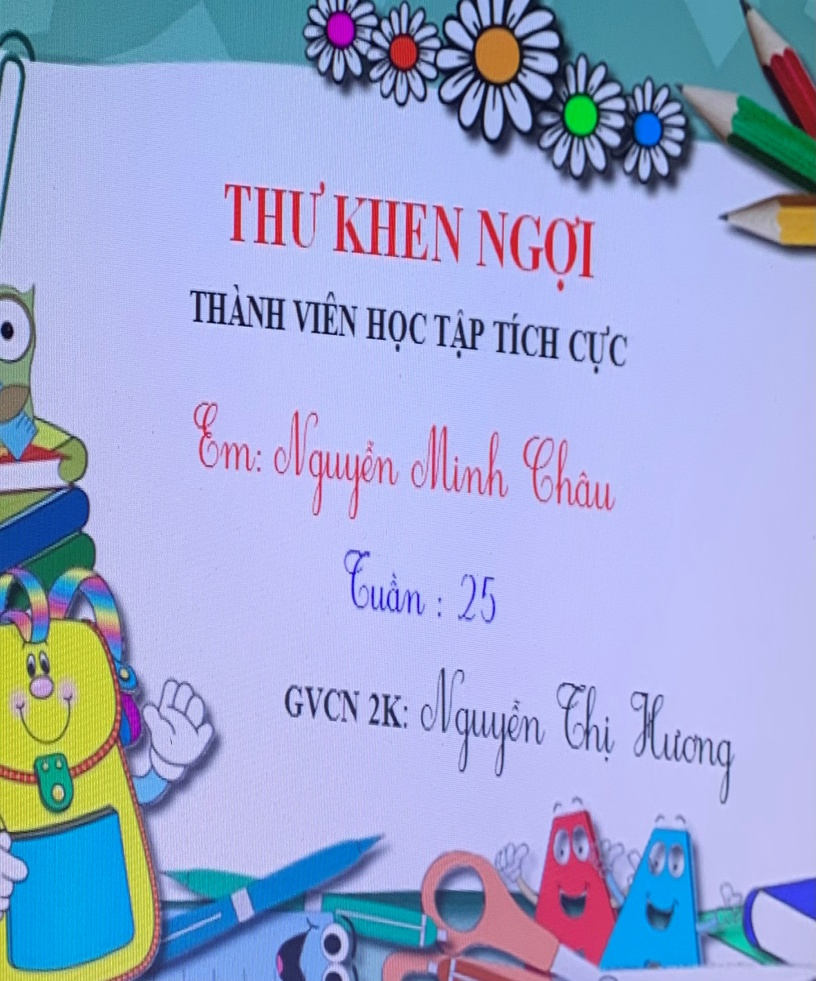 THƯ KHEN NGỢI
THÀNH VIÊN HỌC TẬP TÍCH CỰC
Em: Nguyễn Minh Châu
Tuần : 25
GVCN 2K: Nguyễn Thị Hương